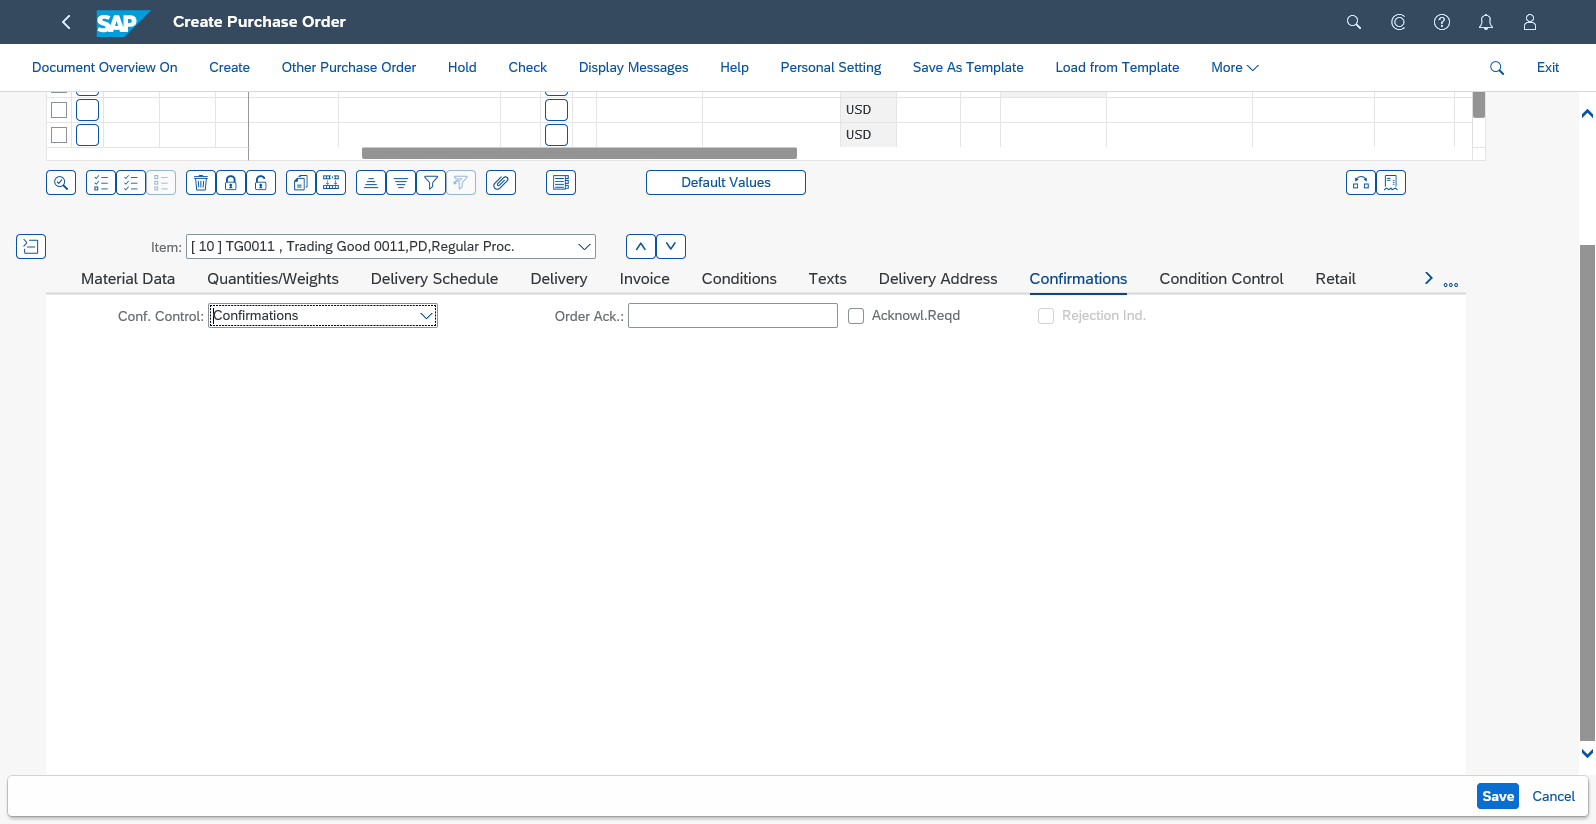 SAP Create Purchase Order
Document Overview On Create Other Purchase Order Hold Check Display Messages Help Personal Setting Save As Template Load from Template More Exit
USD
USD
Default Values
Item: [ 10 ] TG0011 , Trading Good 0011,PD,Regular Proc.
Material Data Quantities/Weights Delivery Schedule Delivery Invoice Conditions Texts Delivery Address Confirmations Condition Control Retail
Conf. Control: Confirmations Order Ack.: Acknowl.Reqd Rejection Ind.
Save Cancel